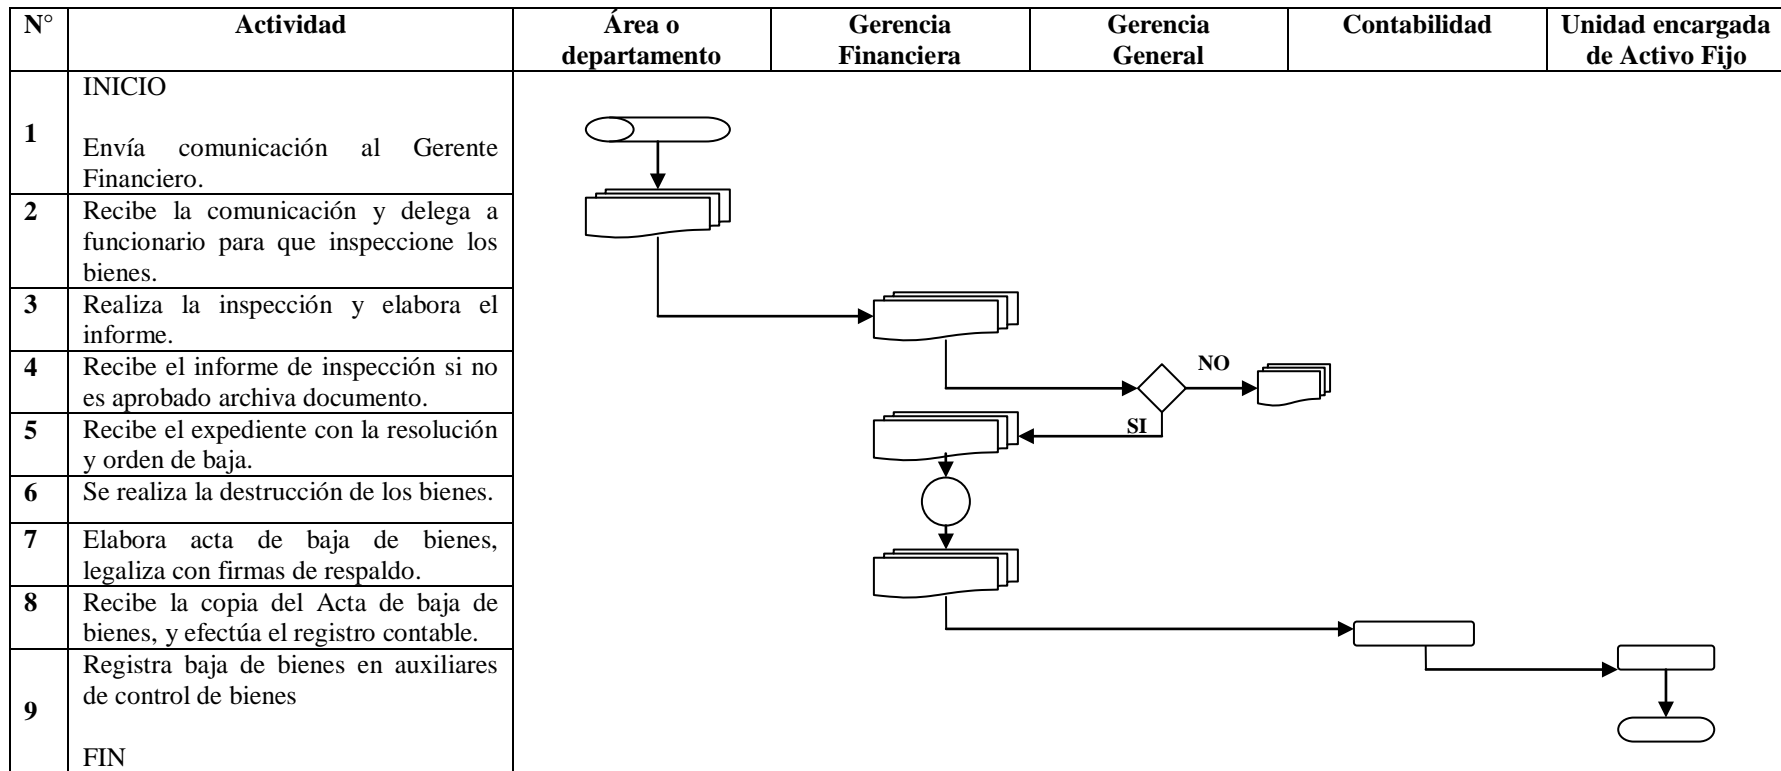 N° Actividad Área o Gerencia Gerencia Contabilidad Unidad encargada
departamento Financiera General de Activo Fijo
INICIO
1
Envía comunicación al Gerente
Financiero.
2 Recibe la comunicación y delega a
funcionario para que inspeccione los
bienes.
3 Realiza la inspección y elabora el
informe.
4 Recibe el informe de inspección si no
es aprobado archiva documento.
NO
5 Recibe el expediente con la resolución
y orden de baja.
SI
6 Se realiza la destrucción de los bienes.
7 Elabora acta de baja de bienes,
legaliza con firmas de respaldo.
8 Recibe la copia del Acta de baja de
bienes, y efectúa el registro contable.
9 Registra baja de bienes en auxiliares
de control de bienes
FIN